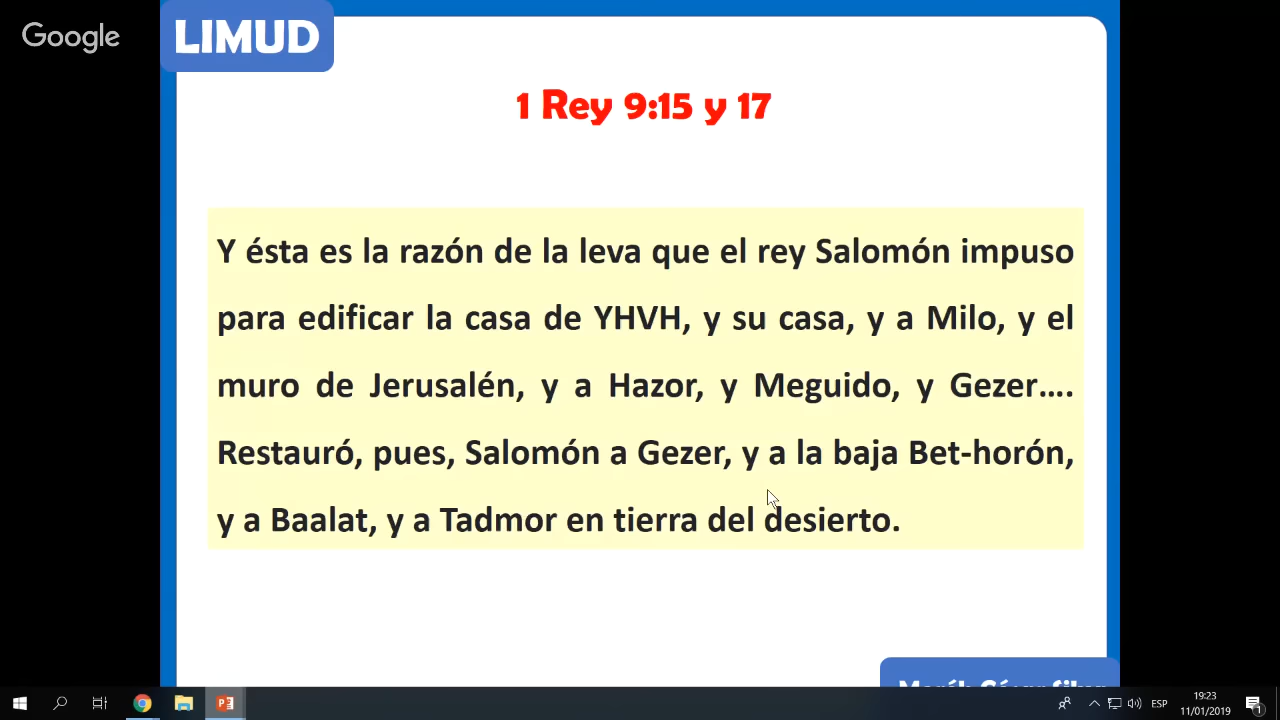 Google
LIMUD
1 Rey 9:15 y 17
Y ésta es la razón de la leva que el rey Salomón impuso
para edificar la casa de YHVH, y su casa, y a Milo, y el
muro de Jerusalén, y a Hazor, y Meguido, y Gezer....
Restauró, pues, Salomón a Gezer, y a la baja Bet-horón,
y a Baalat, y a Tadmor en tierra del desierto.
ESP
19:23
11/01/2019
1